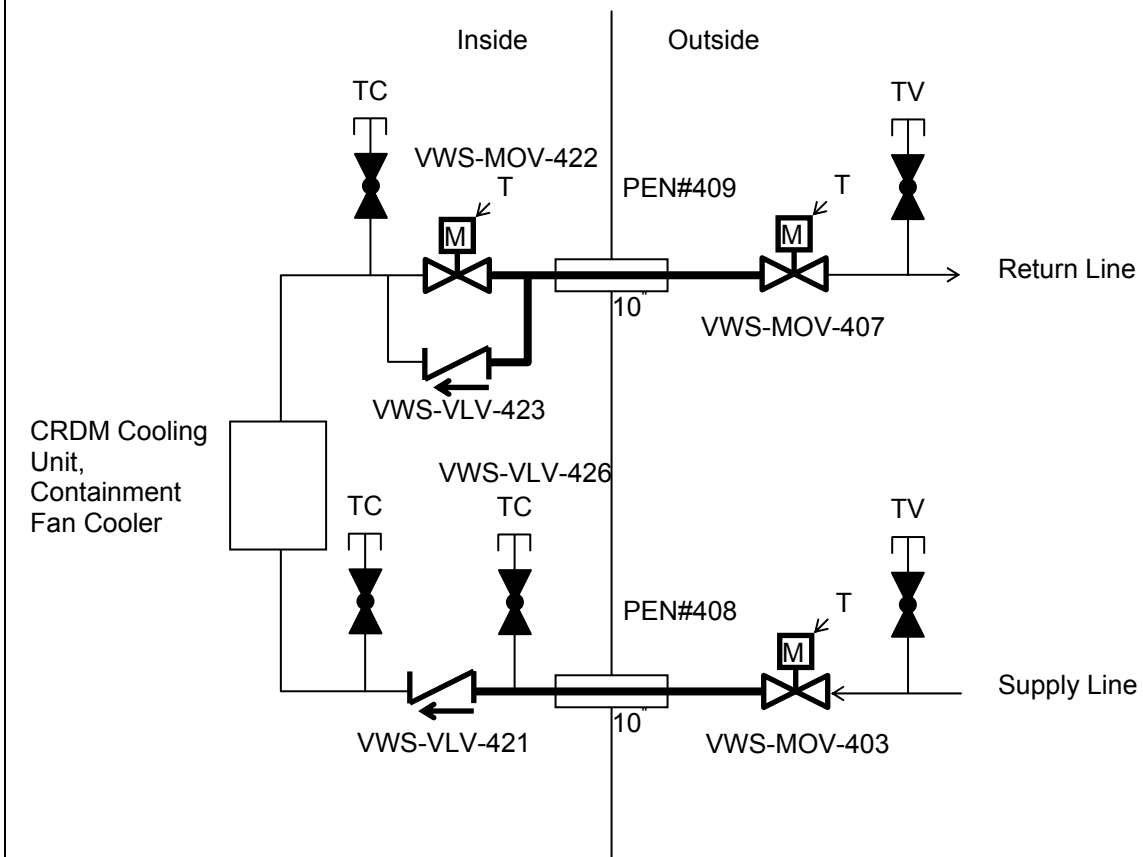 Inside
Outside
TC
TV
VWS-MOV-422
T
PEN#409
T
M
M
Return Line
10"
VWS-MOV-407
VWS-VLV-423
CRDM Cooling
Unit,
Containment
Fan Cooler
VWS-VLV-426
TC
TC
TV
PEN#408
T
M
Supply Line
10"
VWS-VLV-421
VWS-MOV-403